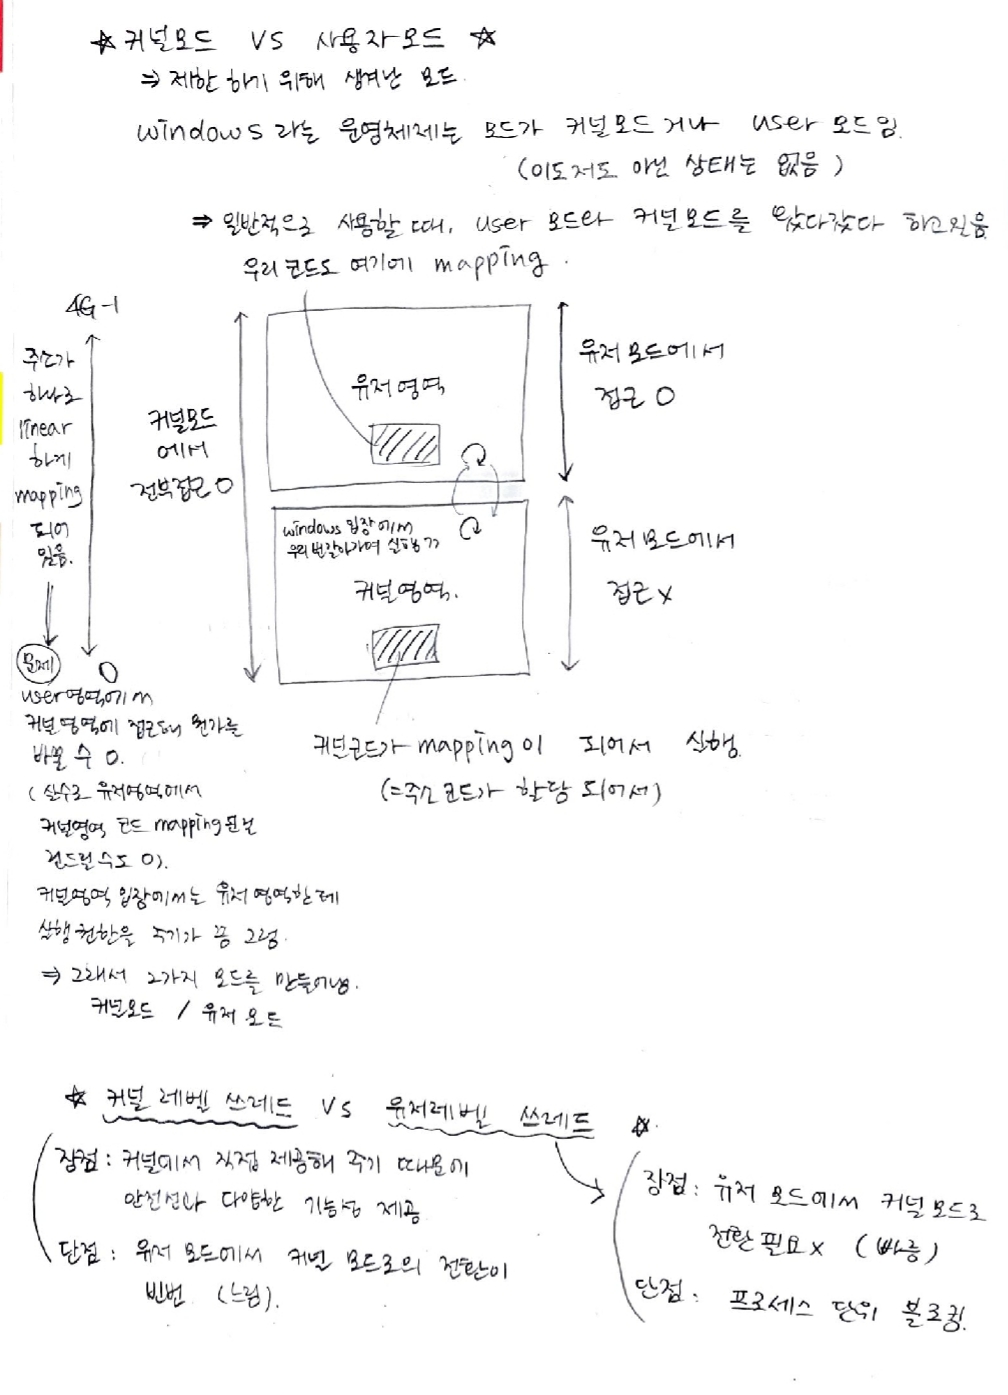 ☆ 커널모드 VS 사용자모드 ☆
⇒ 제한하기 위해 생겨난 모드.
windows 라는 운영체제는 모드가 커널모드 거나 user 모드임.
(이도저도 아닌 상태는 없음)
⇒ 일반적으로 사용할 때, user 모드와 커널모드를 왔다갔다 하고있음
우리 코드도 여기에 mapping.
4G-1
주소가
하나로
linear
하게
mapping
되어
있음.
문제
0
커널모드
에서
전부접근 O
유저영역
유저모드에서
접근 O
windows 입장에서
우리 번갈아가며 실행
커널영역.
유저모드에서
접근 X
커널코드가 mapping이 되어서 실행.
(=주소 코드가 할당 되어서)
user영역에서
커널영역에 접근해 뭔가를
바꿀 수 O.
(실수로 유저영역에서
커널영역 코드 mapping된걸
건드릴수도 O).
커널영역 입장에서는 유저영역한테
실행권한을 주기가 좀 그럼.
⇒ 그래서 2가지 모드를 만들어냄.
커널모드 / 유저모드
☆ 커널 레벨 쓰레드 VS 유저레벨 쓰레드 ☆
장점 : 커널에서 직접 제공해 주기 때문에
안전성과 다양한 기능성 제공
단점 : 유저 모드에서 커널 모드로의 전환이
빈번 (느림).
장점 : 유저 모드에서 커널모드로
전환 필요 X (빠름)
단점 : 프로세스 단위 블로킹.